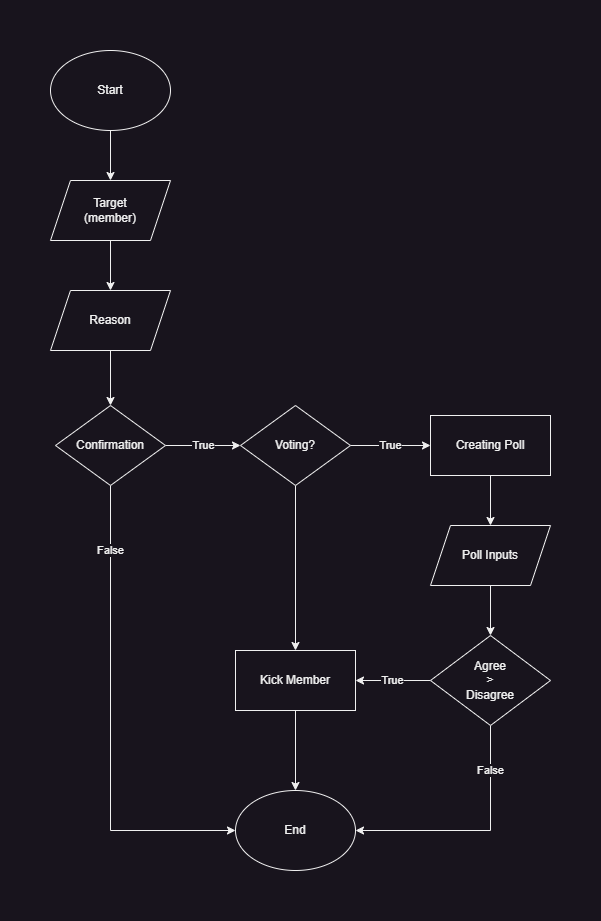 Start
Target
(member)
Reason
Confirmation
True
Voting?
True
Creating Poll
False
Poll Inputs
Kick Member
True
Agree
>
Disagree
False
End